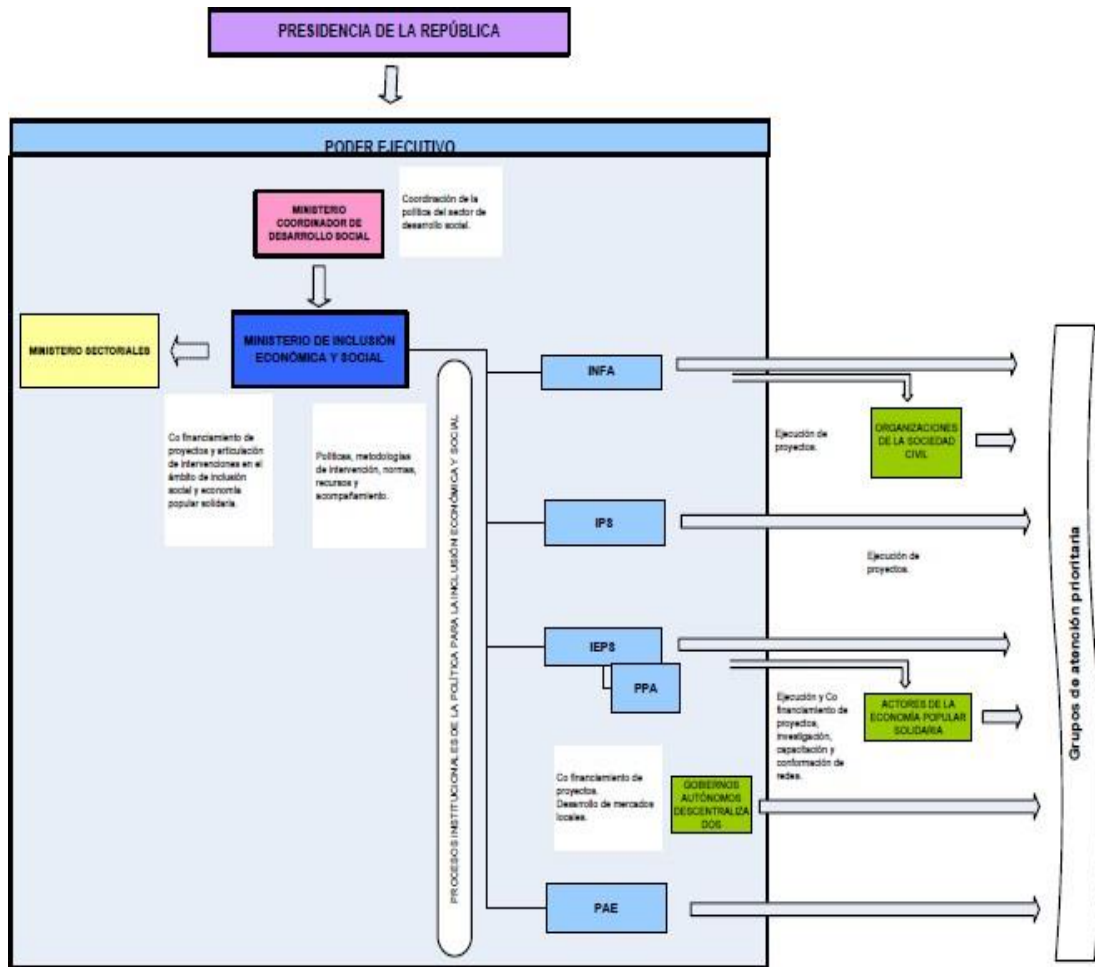 PRESIDENCIA DE LA REPÚBLICA
PODER EJECUTIVO
MINISTERIO
COORDINADOR DE
DESARROLLO SOCIAL
Coordinación de la
política del sector de
desarrollo social.
MINISTERIO SECTORIALES
MINISTERIO DE INCLUSIÓN
ECONÓMICA Y SOCIAL
Co financiamiento de
proyectos y articulación
de intervenciones en el
ámbito de inclusión
social y economía
popular solidaria.
Políticas, metodologías
de intervención, normas,
recursos y
acompañamiento.
PROCESOS INSTITUCIONALES DE LA POLÍTICA PARA LA INCLUSIÓN ECONÓMICA Y SOCIAL
INFA
Ejecución de
proyectos.
ORGANIZACIONES
DE LA SOCIEDAD
CIVIL
IPS
Ejecución de
proyectos.
IEPS
PPA
Ejecución y Co
financiamiento de
proyectos,
investigación,
capacitación y
conformación de
redes.
ACTORES DE LA
ECONOMÍA POPULAR
SOLIDARIA
Co financiamiento de
proyectos.
Desarrollo de mercados
locales.
GOBIERNOS
AUTÓNOMOS
DESCENTRALIZA
DOS
PAE
Grupos de atención prioritaria